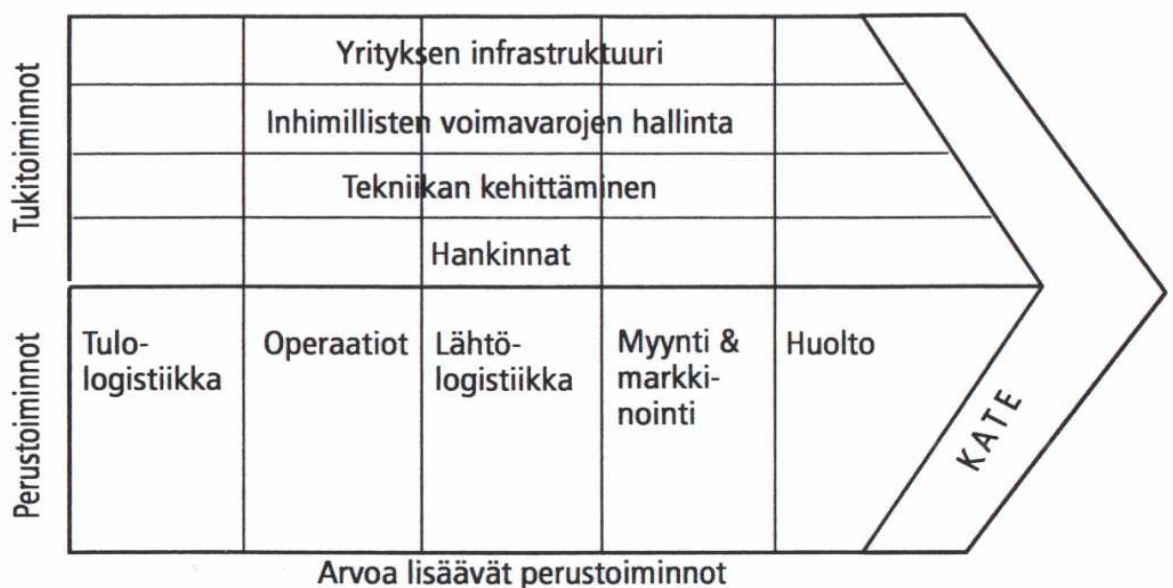 Tukitoiminnot
Yrityksen infrastruktuuri
Inhimillisten voimavarojen hallinta
Tekniikan kehittäminen
Hankinnat
Perustoiminnot
Tulo-
logistiikka
Operaatiot
Lähtö-
logistiikka
Myynti &
markki-
nointi
Huolto
KATE
Arvoa lisäävät perustoiminnot